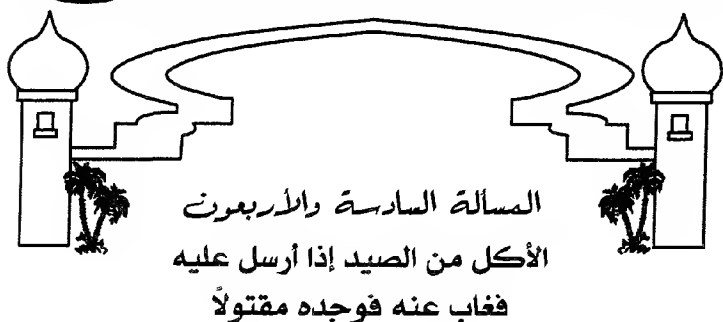 المسألة السادسة والأربعون
الأكل من الصيد إذا أرسل عليه
فغاب عنه فوجده مقتولاً